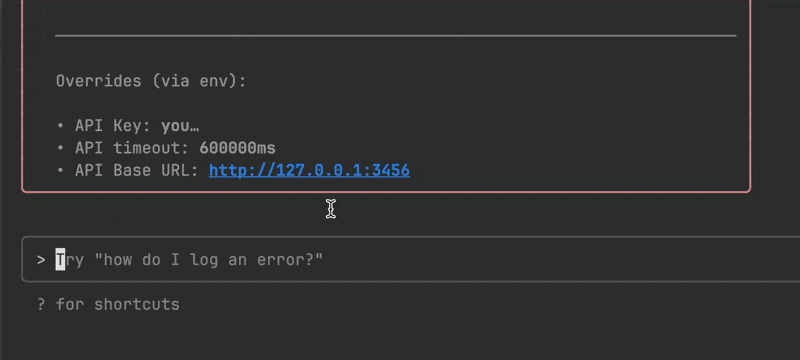 Overrides (via env):
• API Key: you…
• API timeout: 600000ms
• API Base URL: http://127.0.0.1:3456
> Try "how do I log an error?"
? for shortcuts